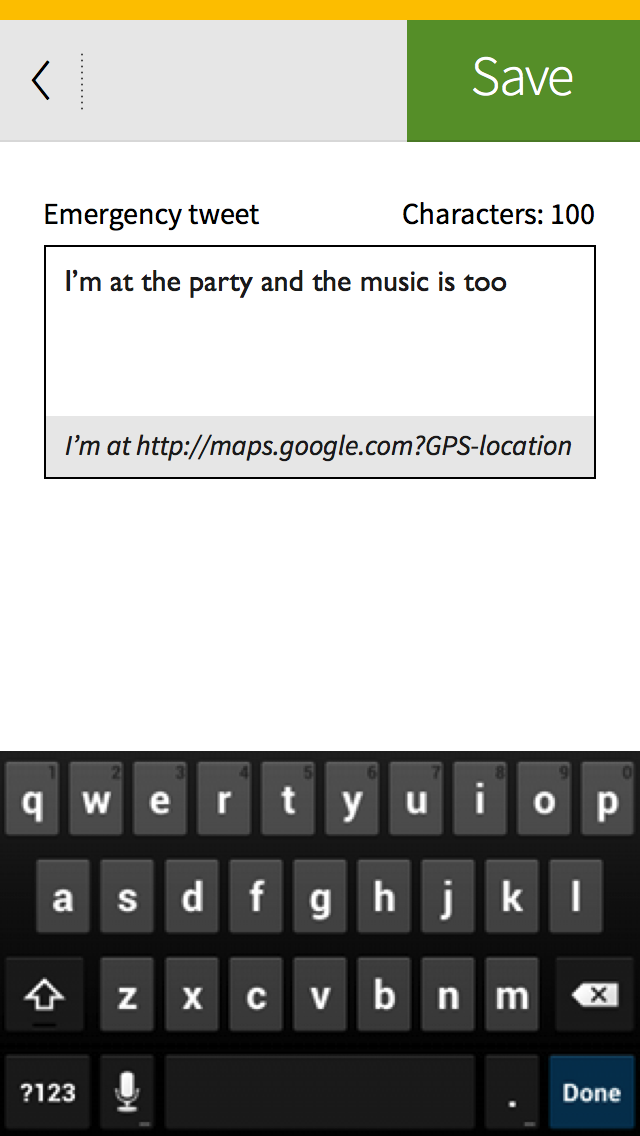 Save
Emergency tweet Characters: 100
I’m at the party and the music is too
I’m at http://maps.google.com?GPS-location
1 2 3 4 5 6 7 8 9 0
q w e r t y u i o p
a s d f g h j k l
z x c v b n m
?123 . Done